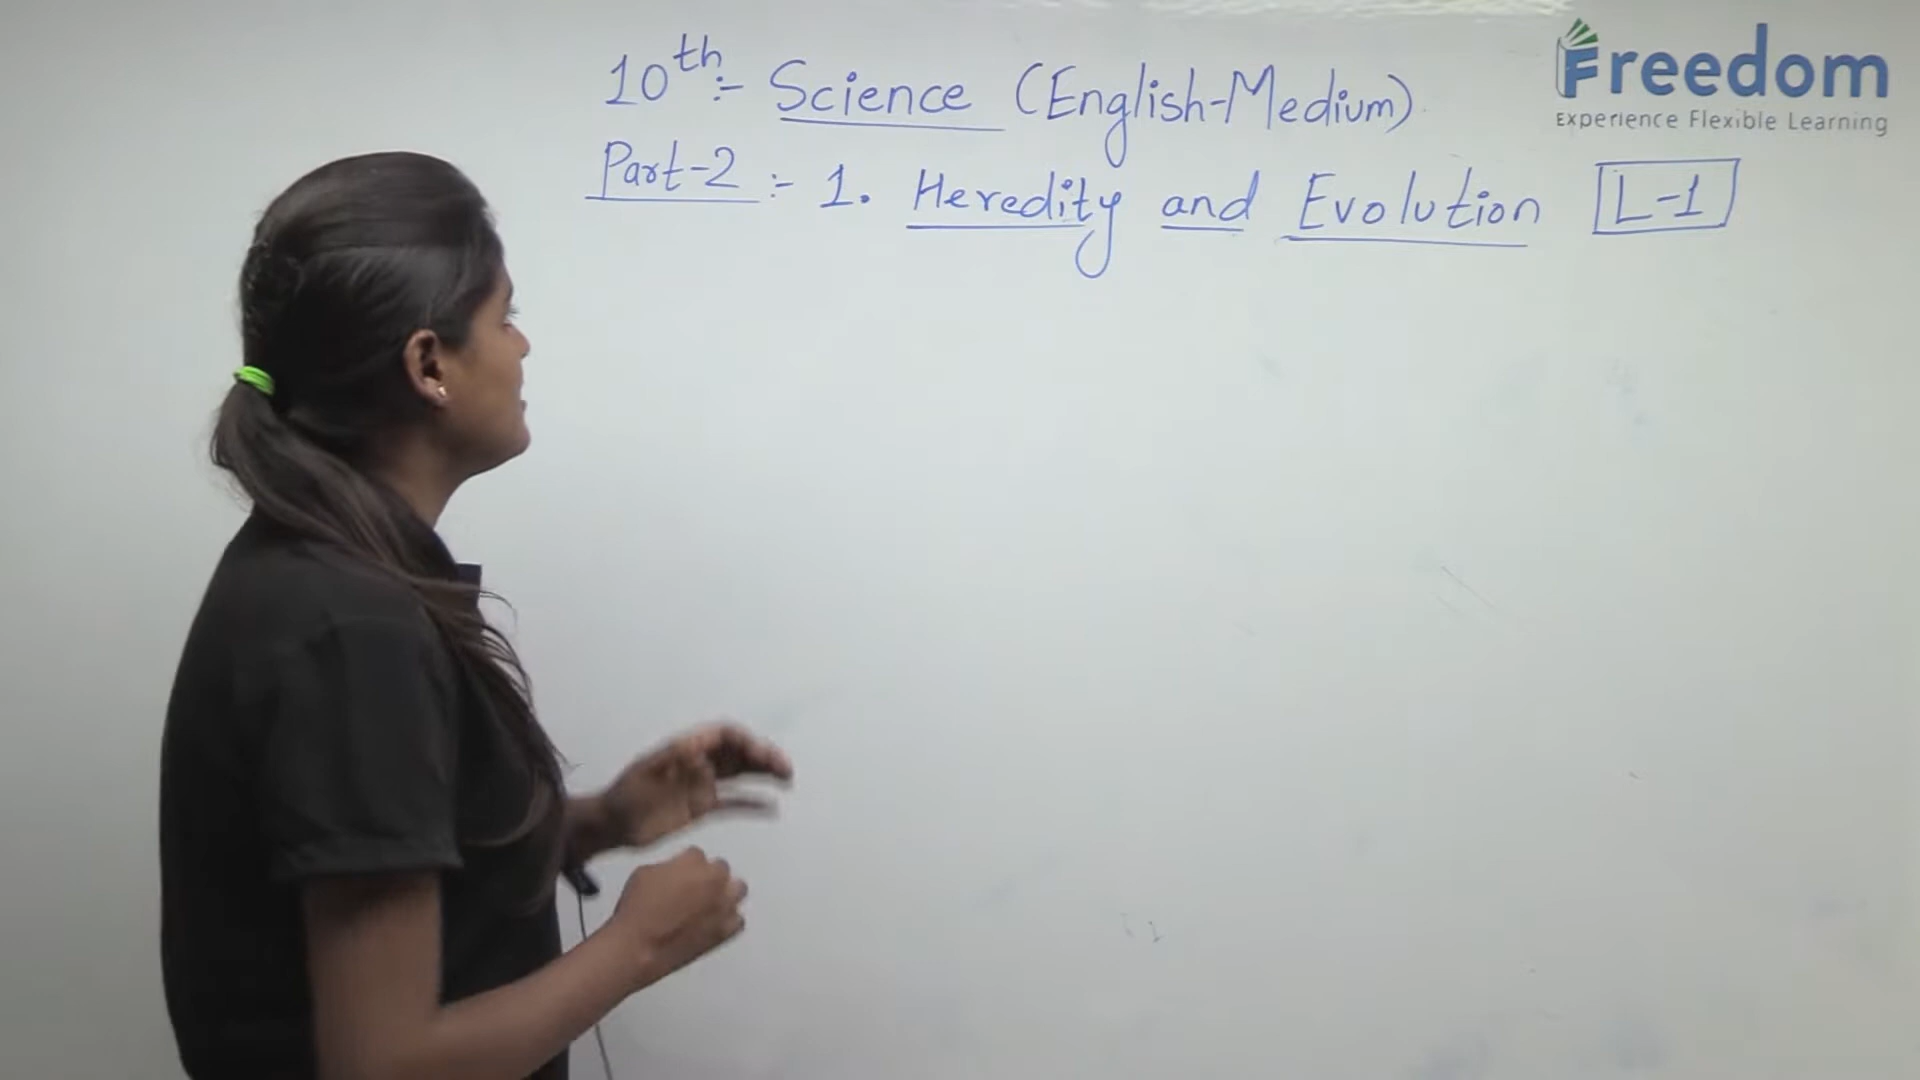 10th:- Science (English-Medium)
Part-2 :- 1. Heredity and Evolution L-1
Freedom
Experience Flexible Learning